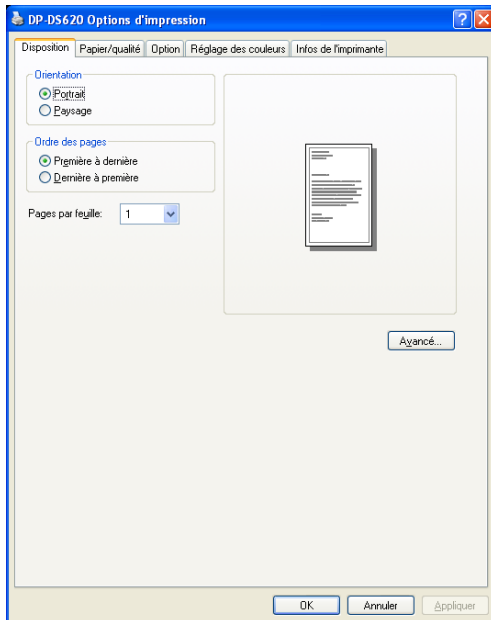 DP-DS620 Options d'impression
Disposition Papier/qualité Option Réglage des couleurs Infos de l'imprimante
Orientation
Portrait
Paysage
Ordre des pages
Première à dernière
Dernière à première
Pages par feuille: 1
Avancé...
OK Annuler Appliquer